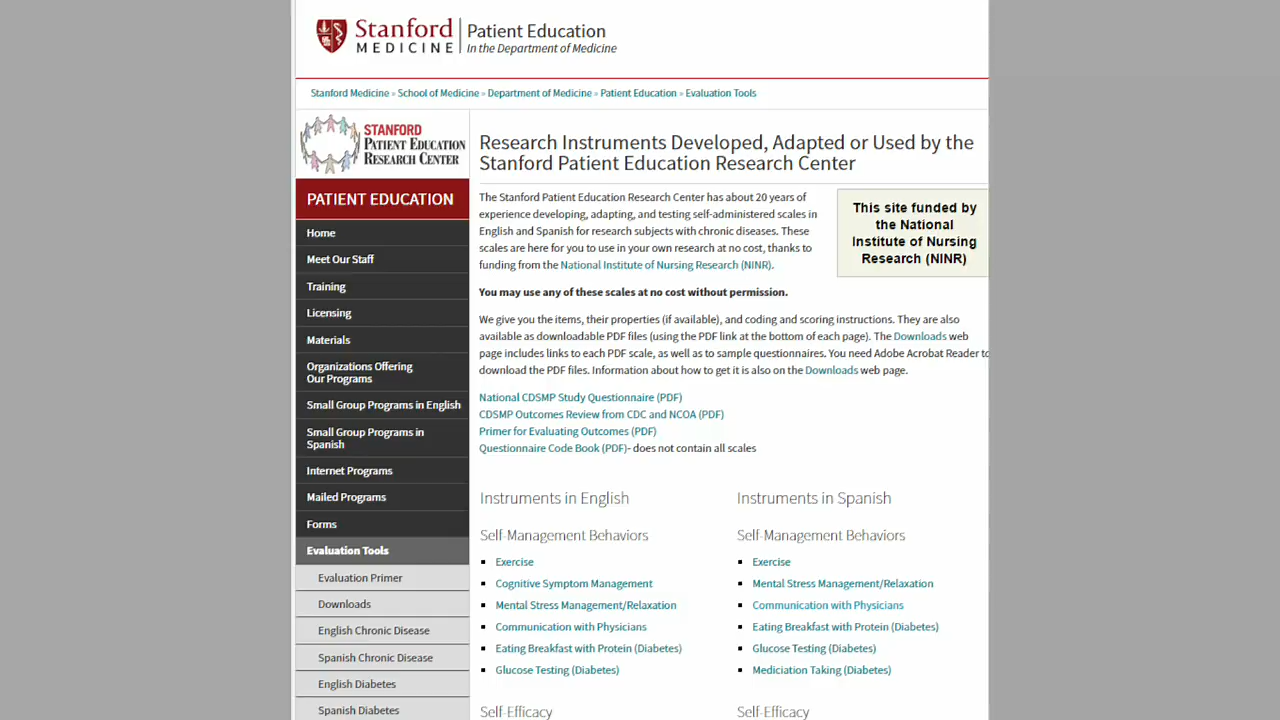 Stanford
MEDICINE
Patient Education
In the Department of Medicine
Stanford Medicine » School of Medicine » Department of Medicine » Patient Education » Evaluation Tools
STANFORD
PATIENT EDUCATION
RESEARCH CENTER
PATIENT EDUCATION
Home
Meet Our Staff
Training
Licensing
Materials
Organizations Offering
Our Programs
Small Group Programs in English
Small Group Programs in
Spanish
Internet Programs
Mailed Programs
Forms
Evaluation Tools
Evaluation Primer
Downloads
English Chronic Disease
Spanish Chronic Disease
English Diabetes
Spanish Diabetes
Research Instruments Developed, Adapted or Used by the
Stanford Patient Education Research Center
The Stanford Patient Education Research Center has about 20 years of
experience developing, adapting, and testing self-administered scales in
English and Spanish for research subjects with chronic diseases. These
scales are here for you to use in your own research at no cost, thanks to
funding from the National Institute of Nursing Research (NINR).
This site funded by
the National
Institute of Nursing
Research (NINR)
You may use any of these scales at no cost without permission.
We give you the items, their properties (if available), and coding and scoring instructions. They are also
available as downloadable PDF files (using the PDF link at the bottom of each page). The Downloads web
page includes links to each PDF scale, as well as to sample questionnaires. You need Adobe Acrobat Reader to
download the PDF files. Information about how to get it is also on the Downloads web page.
National CDSMP Study Questionnaire (PDF)
CDSMP Outcomes Review from CDC and NCOA (PDF)
Primer for Evaluating Outcomes (PDF)
Questionnaire Code Book (PDF)- does not contain all scales
Instruments in English
Self-Management Behaviors
Exercise
Cognitive Symptom Management
Mental Stress Management/Relaxation
Communication with Physicians
Eating Breakfast with Protein (Diabetes)
Glucose Testing (Diabetes)
Self-Efficacy
Instruments in Spanish
Self-Management Behaviors
Exercise
Mental Stress Management/Relaxation
Communication with Physicians
Eating Breakfast with Protein (Diabetes)
Glucose Testing (Diabetes)
Mediciation Taking (Diabetes)
Self-Efficacy